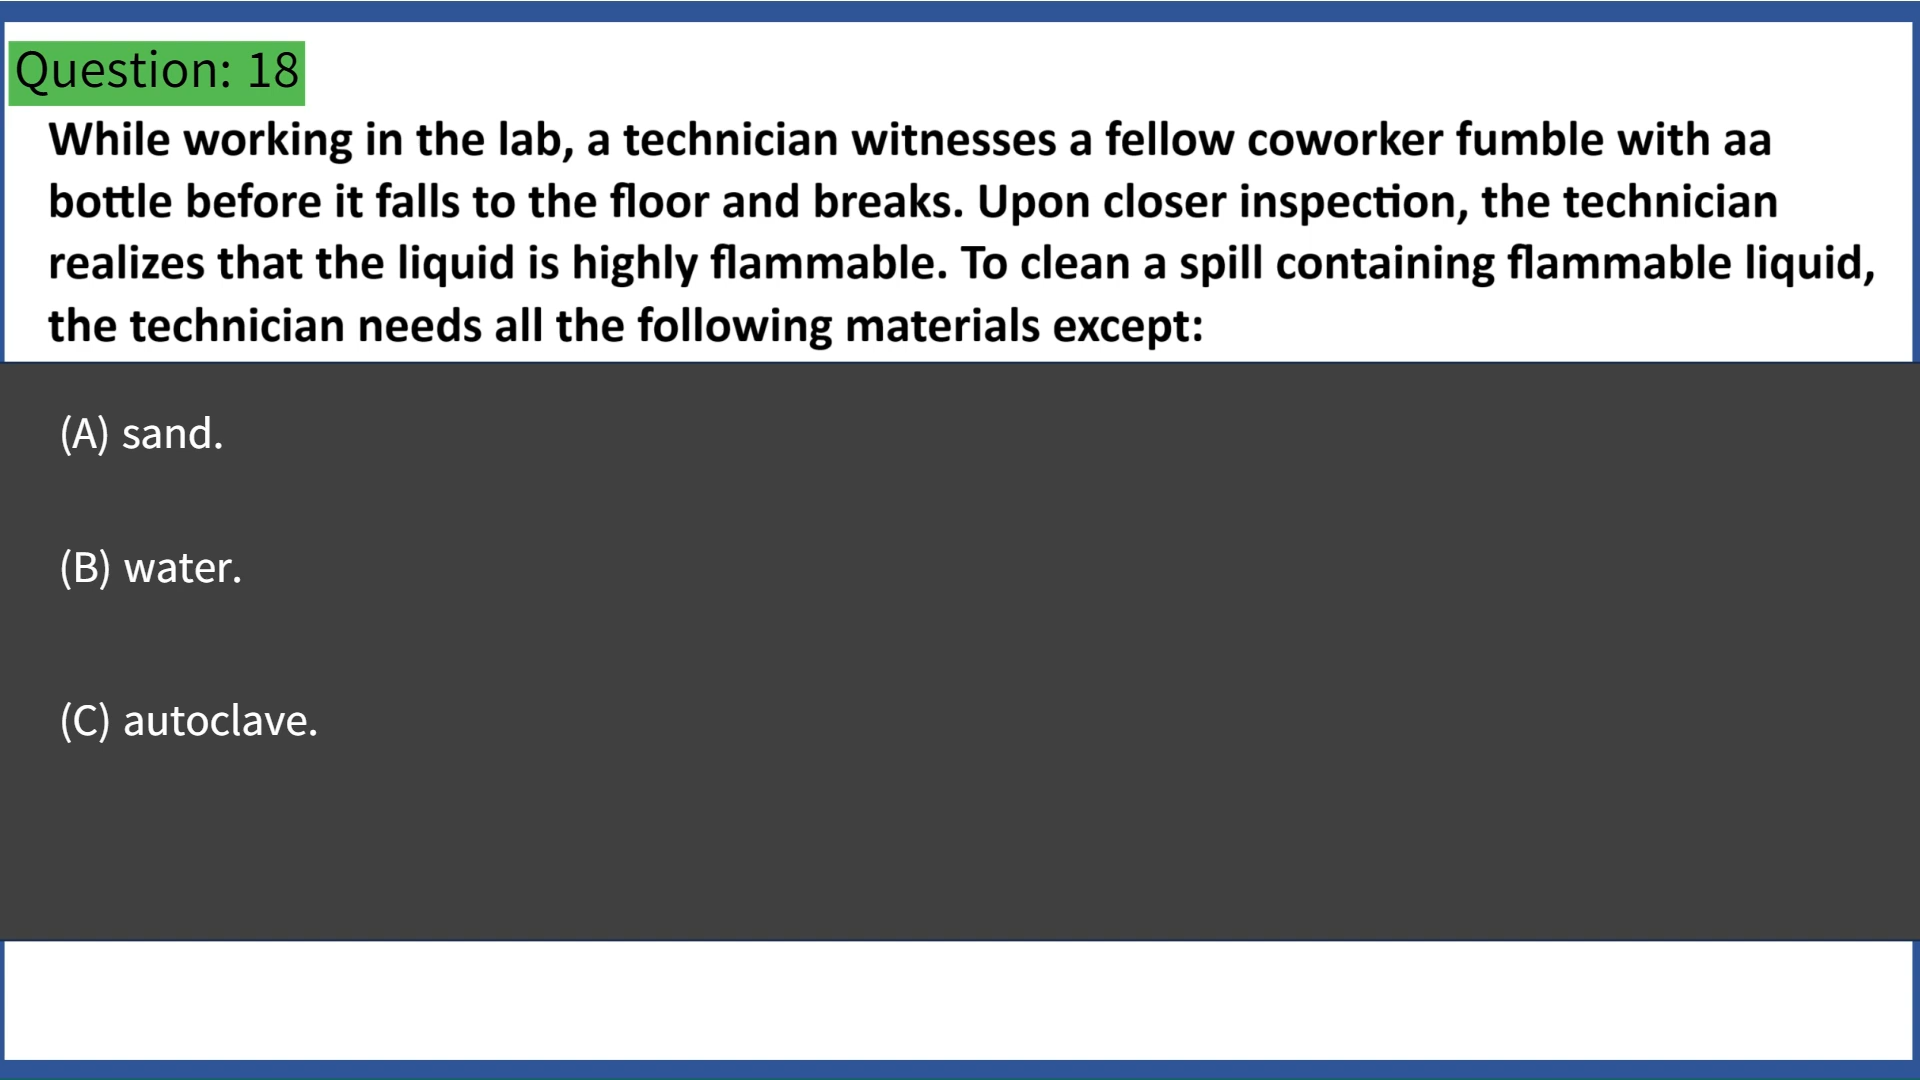 Question: 18
While working in the lab, a technician witnesses a fellow coworker fumble with aa
bottle before it falls to the floor and breaks. Upon closer inspection, the technician
realizes that the liquid is highly flammable. To clean a spill containing flammable liquid,
the technician needs all the following materials except:
(A) sand.
(B) water.
(C) autoclave.